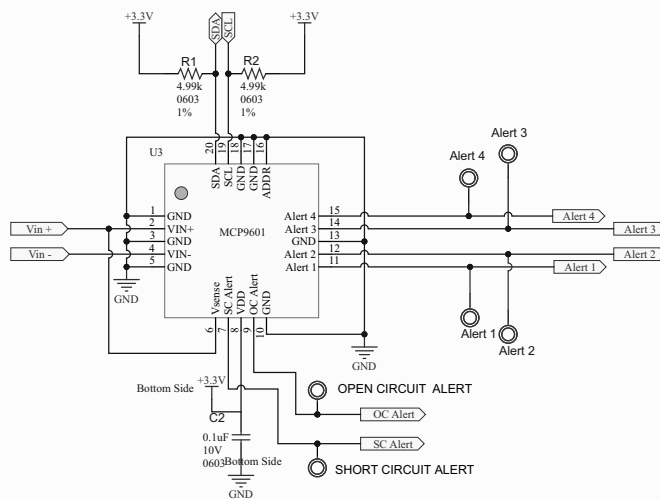 +3.3V
SDA
SCL
+3.3V
R1
4.99k
0603
1%
R2
4.99k
0603
1%
U3
20
19
18
17
16
SDA
SCL
GND
GND
ADDR
MCP9601
1
GND
2
VIN+
3
GND
4
VIN-
5
GND
Vin +
Vin -
GND
Alert 4
15
Alert 3
14
GND
13
Alert 2
12
Alert 1
11
Alert 4
Alert 3
Alert 4
Alert 3
Alert 2
Alert 1
Alert 1
Alert 2
Vsense
SC Alert
VDD
OC Alert
GND
6
7
8
9
10
GND
Bottom Side
+3.3V
C2
0.1uF
10V
0603
Bottom Side
GND
OPEN CIRCUIT ALERT
OC Alert
SC Alert
SHORT CIRCUIT ALERT